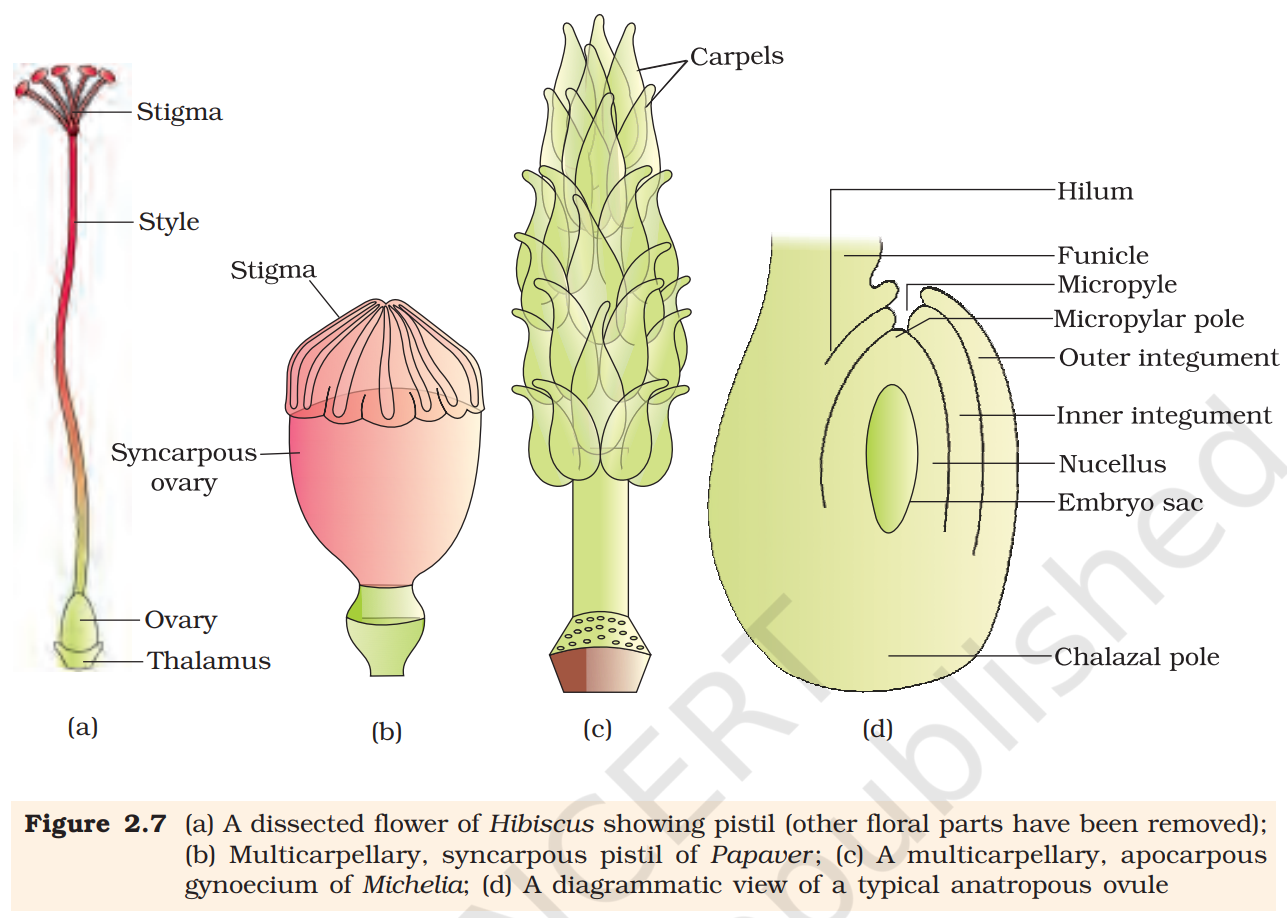 Stigma
Style
Ovary
Thalamus
(a)
Stigma
Syncarpous
ovary
(b)
Carpels
(c)
Hilum
Funicle
Micropyle
Micropylar pole
Outer integument
Inner integument
Nucellus
Embryo sac
Chalazal pole
(d)
Figure 2.7 (a) A dissected flower of Hibiscus showing pistil (other floral parts have been removed);
(b) Multicarpellary, syncarpous pistil of Papaver; (c) A multicarpellary, apocarpous
gynoecium of Michelia; (d) A diagrammatic view of a typical anatropous ovule
NCERT
published